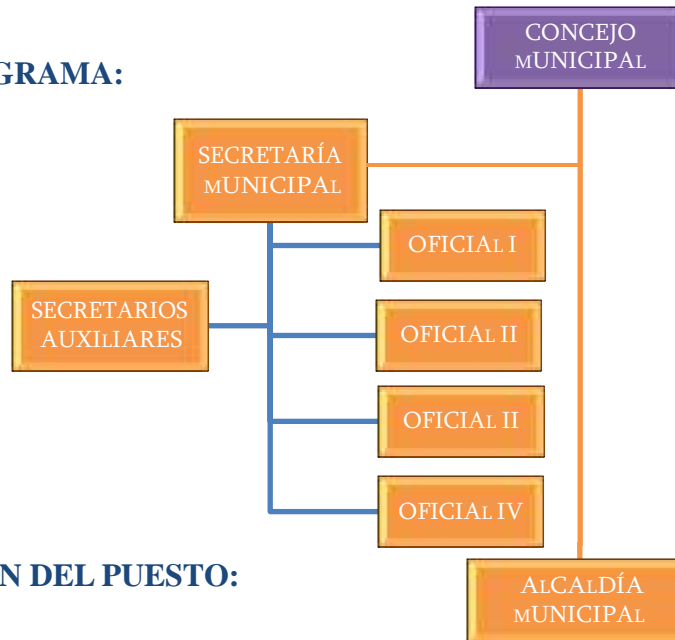 CONCEJO
MUNICIPAL
GRAMA:
SECRETARÍA
MUNICIPAL
OFICIAL I
SECRETARIOS
AUXILIARES
OFICIAL II
OFICIAL II
OFICIAL IV
N DEL PUESTO:
ALCALDÍA
MUNICIPAL